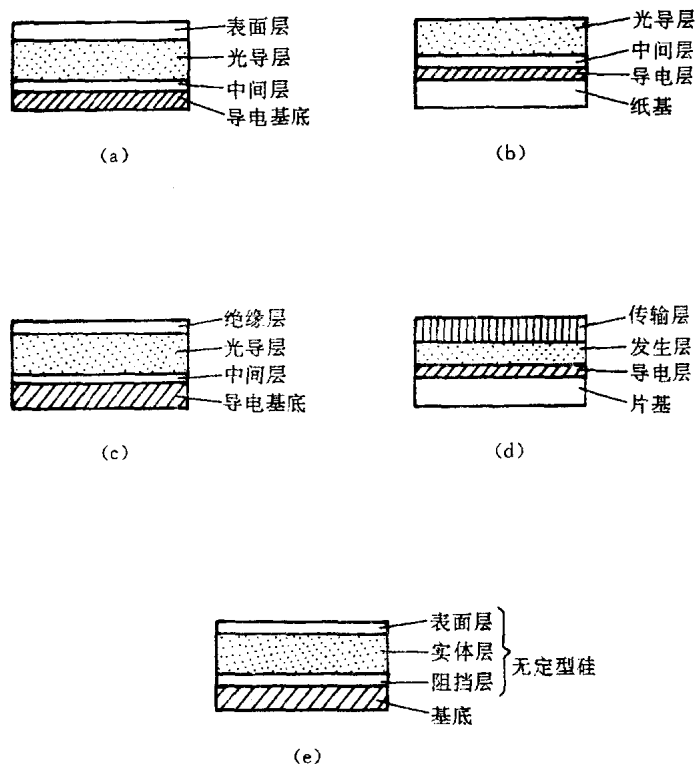 表面层
光导层
中间层
导电基底
(a)
光导层
中间层
导电层
纸基
(b)
绝缘层
光导层
中间层
导电基底
(c)
传输层
发生层
导电层
片基
(d)
表面层
实体层
阻挡层
无定型硅
基底
(e)